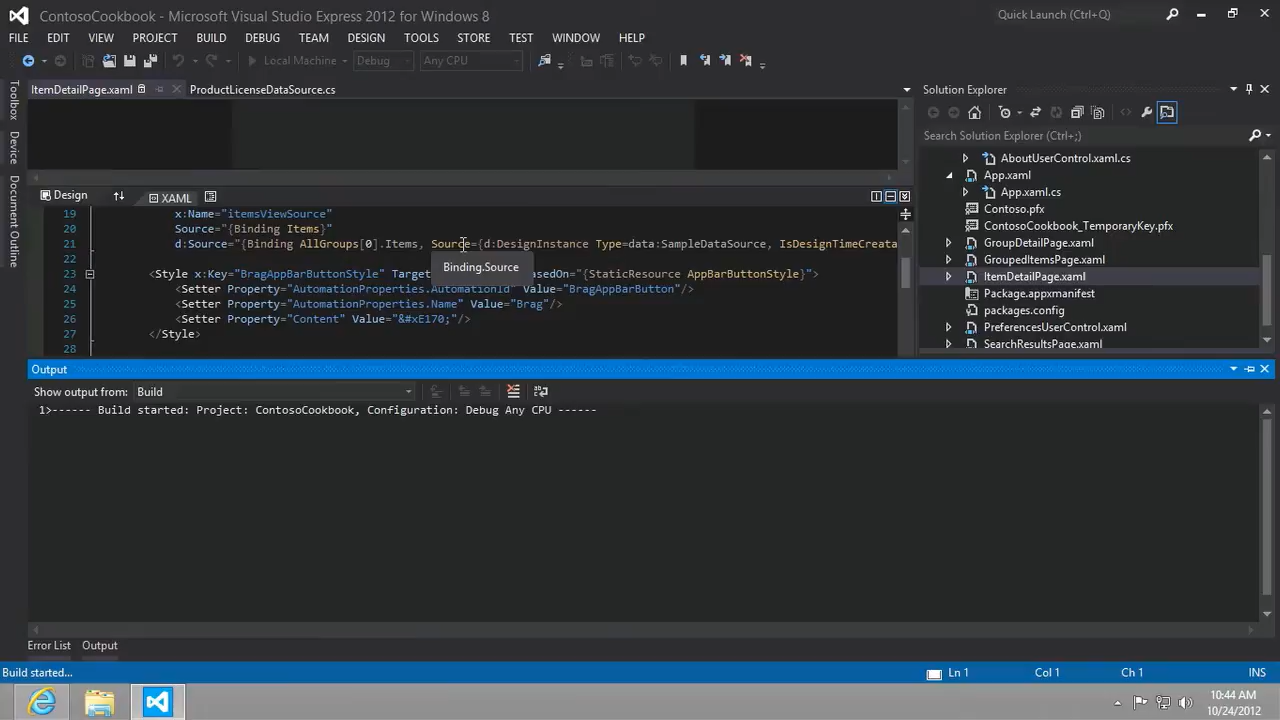 ContosoCookbook - Microsoft Visual Studio Express 2012 for Windows 8
Quick Launch (Ctrl+Q)
FILE EDIT VIEW PROJECT BUILD DEBUG TEAM DESIGN TOOLS STORE TEST WINDOW HELP
Local Machine Debug Any CPU
ItemDetailPage.xaml ProductLicenseDataSource.cs
Solution Explorer
Search Solution Explorer (Ctrl+;)
Toolbox
Device
Document Outline
AboutUserControl.xaml.cs
App.xaml
App.xaml.cs
Contoso.pfx
ContosoCookbook_TemporaryKey.pfx
GroupDetailPage.xaml
GroupedItemsPage.xaml
ItemDetailPage.xaml
Package.appxmanifest
packages.config
PreferencesUserControl.xaml
SearchResultsPage.xaml
Design XAML
19 x:Name="itemsViewSource"
20 Source="{Binding Items}"
21 d:Source="{Binding AllGroups[0].Items, Source={d:DesignInstance Type=data:SampleDataSource, IsDesignTimeCreata
22
Binding.Source
23 <Style x:Key="BragAppBarButtonStyle" Target asedOn="{StaticResource AppBarButtonStyle}">
24 <Setter Property="AutomationProperties.AutomationId" Value="BragAppBarButton"/>
25 <Setter Property="AutomationProperties.Name" Value="Brag"/>
26 <Setter Property="Content" Value="&#xE170;"/>
27 </Style>
28
Output
Show output from: Build
1>------ Build started: Project: ContosoCookbook, Configuration: Debug Any CPU ------
Error List Output
Build started... Ln 1 Col 1 Ch 1 INS
10:44 AM
10/24/2012